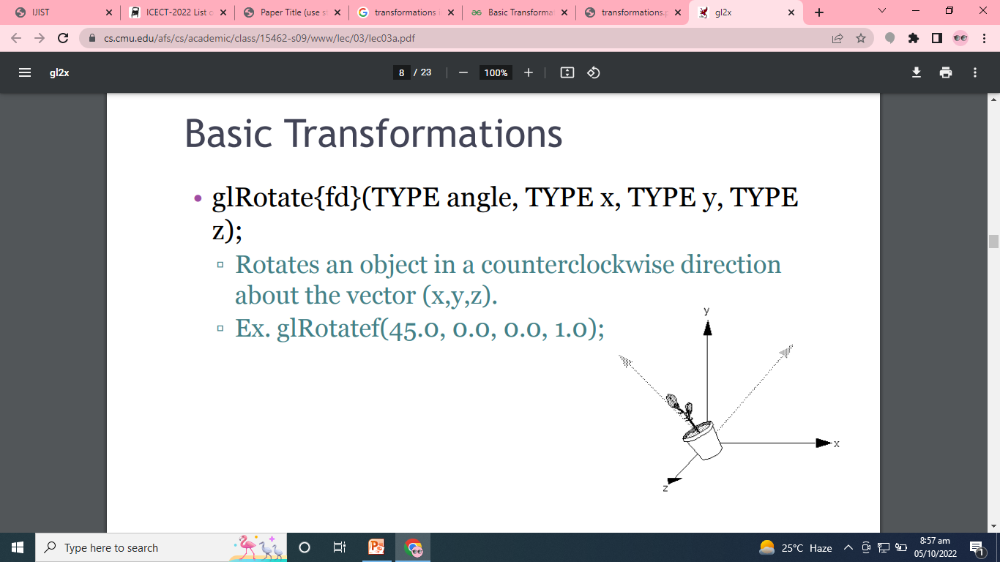 IJIST
ICECT-2022 List
Paper Title (use s
transformations
Basic Transforma
transformations.
gl2x
cs.cmu.edu/afs/cs/academic/class/15462-s09/www/lec/03/lec03a.pdf
gl2x
8 / 23
100%
Basic Transformations
• glRotate{fd}(TYPE angle, TYPE x, TYPE y, TYPE
z);
▫ Rotates an object in a counterclockwise direction
about the vector (x,y,z).
▫ Ex. glRotatef(45.0, 0.0, 0.0, 1.0);
y
x
z
Type here to search
25°C Haze
8:57 am
05/10/2022
1